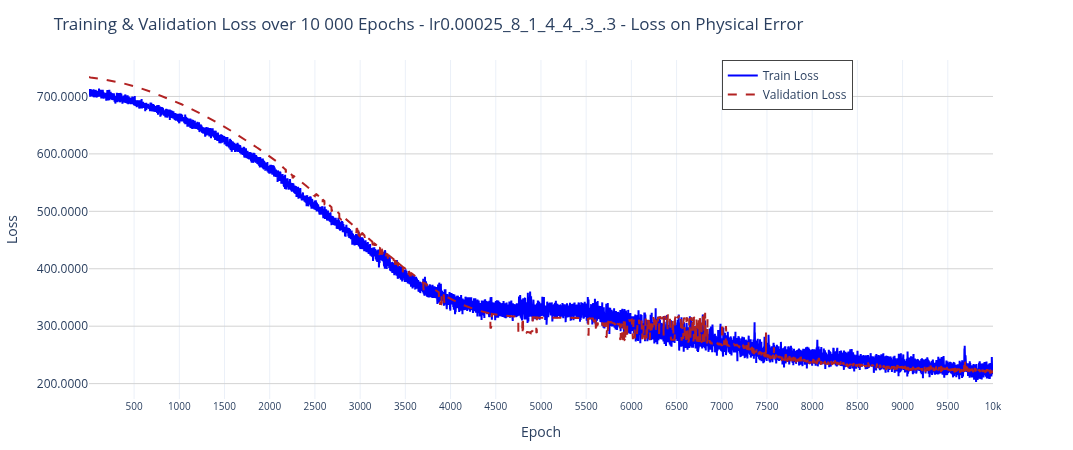 Training & Validation Loss over 10 000 Epochs - lr0.00025_8_1_4_4_.3_.3 - Loss on Physical Error
Train Loss
Validation Loss
700.0000
600.0000
500.0000
400.0000
300.0000
200.0000
Loss
500 1000 1500 2000 2500 3000 3500 4000 4500 5000 5500 6000 6500 7000 7500 8000 8500 9000 9500 10k
Epoch